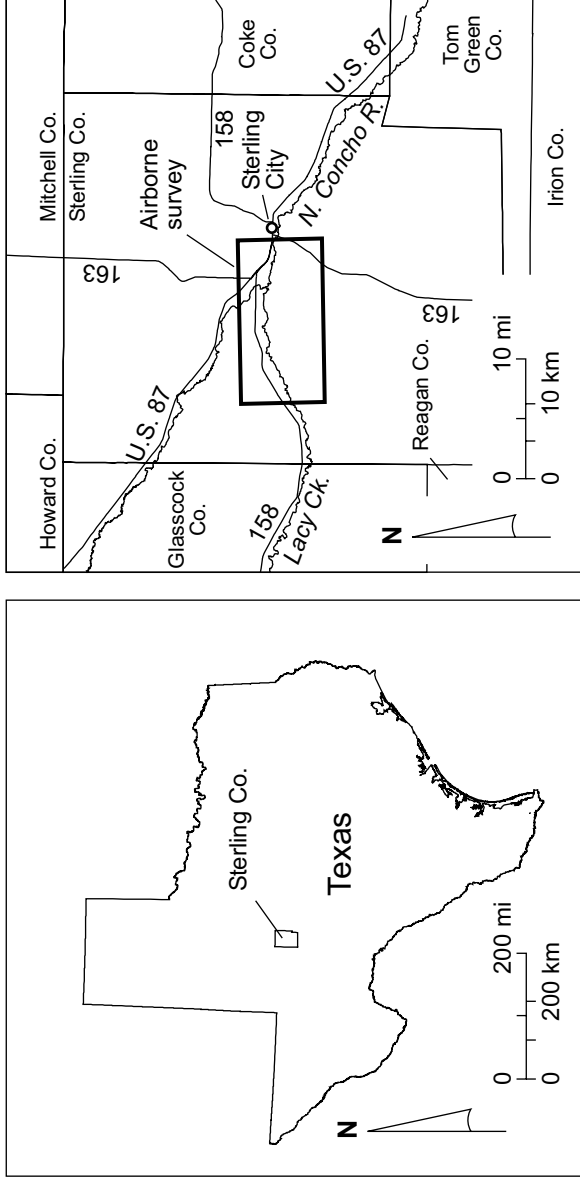 Sterling Co.
Texas
N
0
200 mi
0
200 km
Howard Co.
Mitchell Co.
Sterling Co.
163
Airborne
survey
158
Coke
Co.
U.S. 87
Sterling
City
U.S. 87
Glasscock
Co.
N. Concho R.
Tom
Green
Co.
158
Lacy Ck.
163
Reagan Co.
Irion Co.
N
0
10 mi
0
10 km